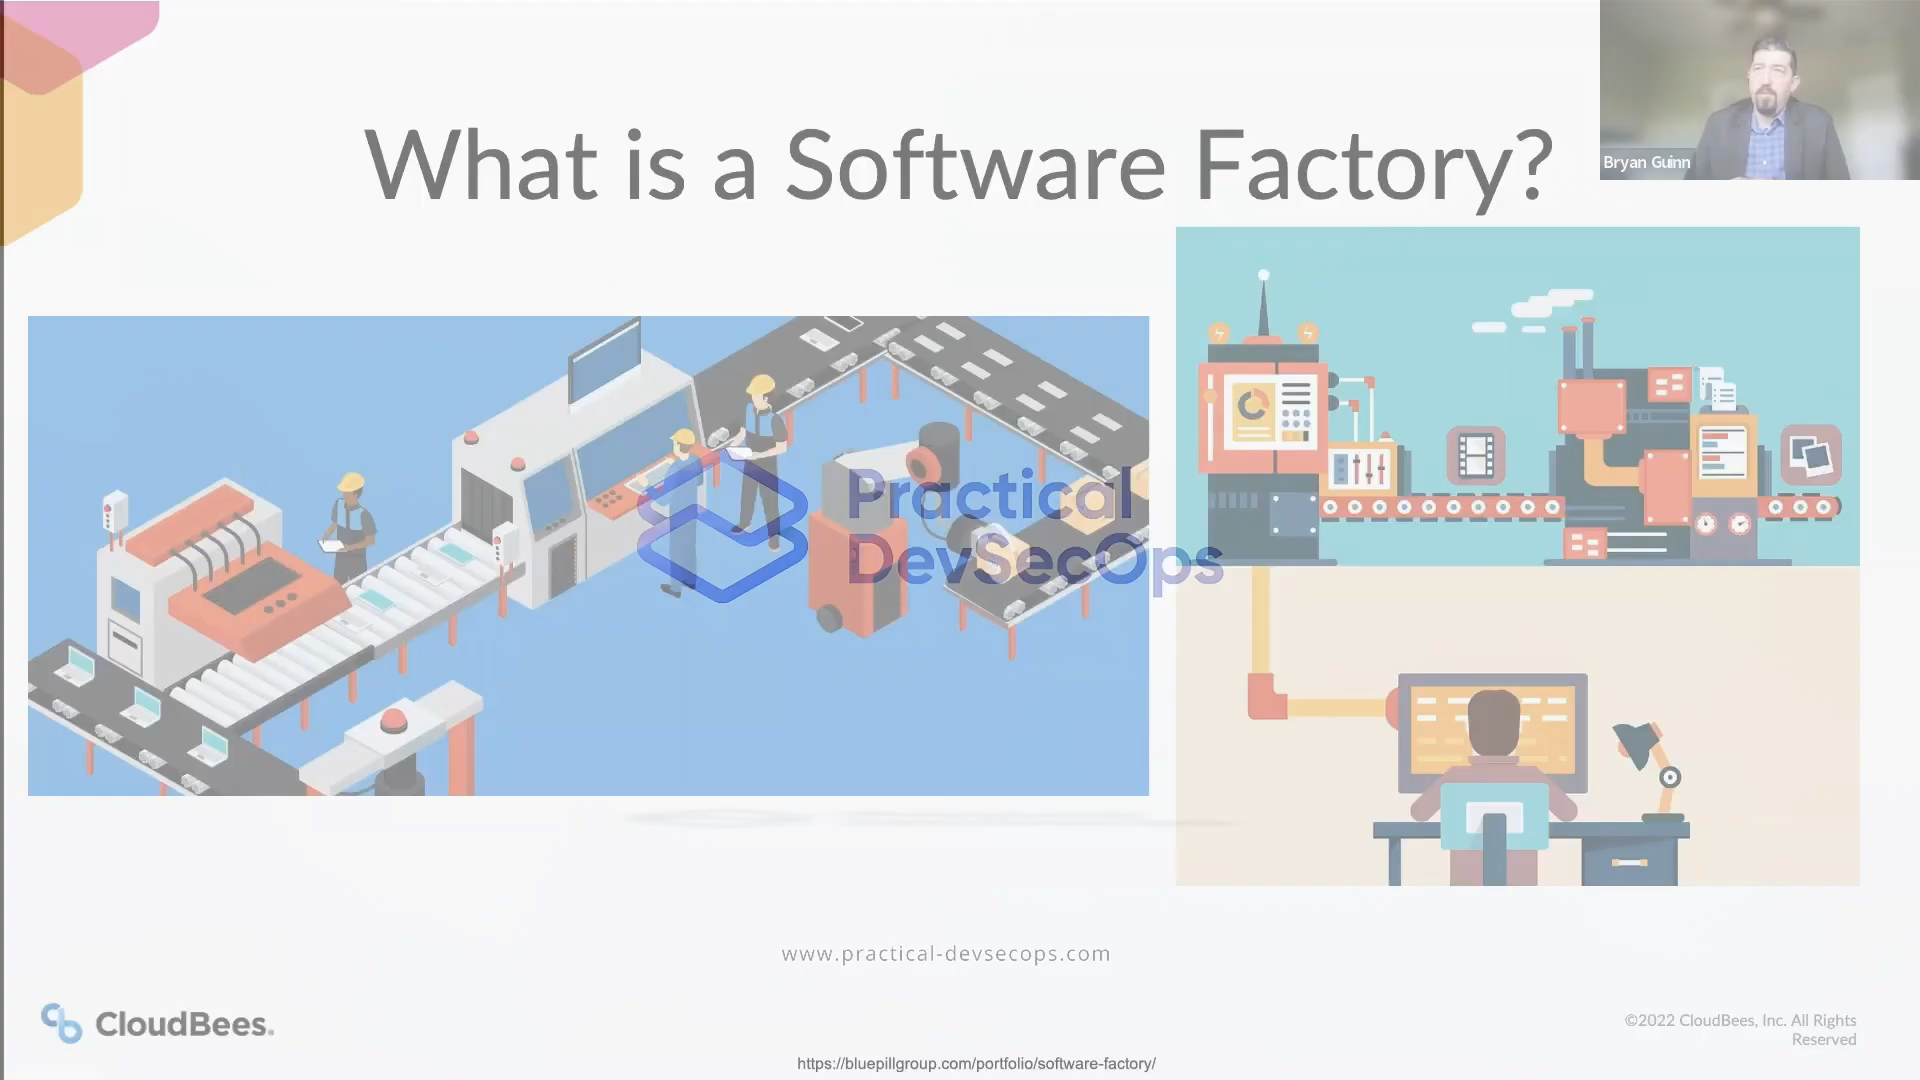 What is a Software Factory?
Bryan Guinn
Practical
DevSecOps
www.practical-devsecops.com
CloudBees.
©2022 CloudBees, Inc. All Rights
Reserved
https://bluepillgroup.com/portfolio/software-factory/